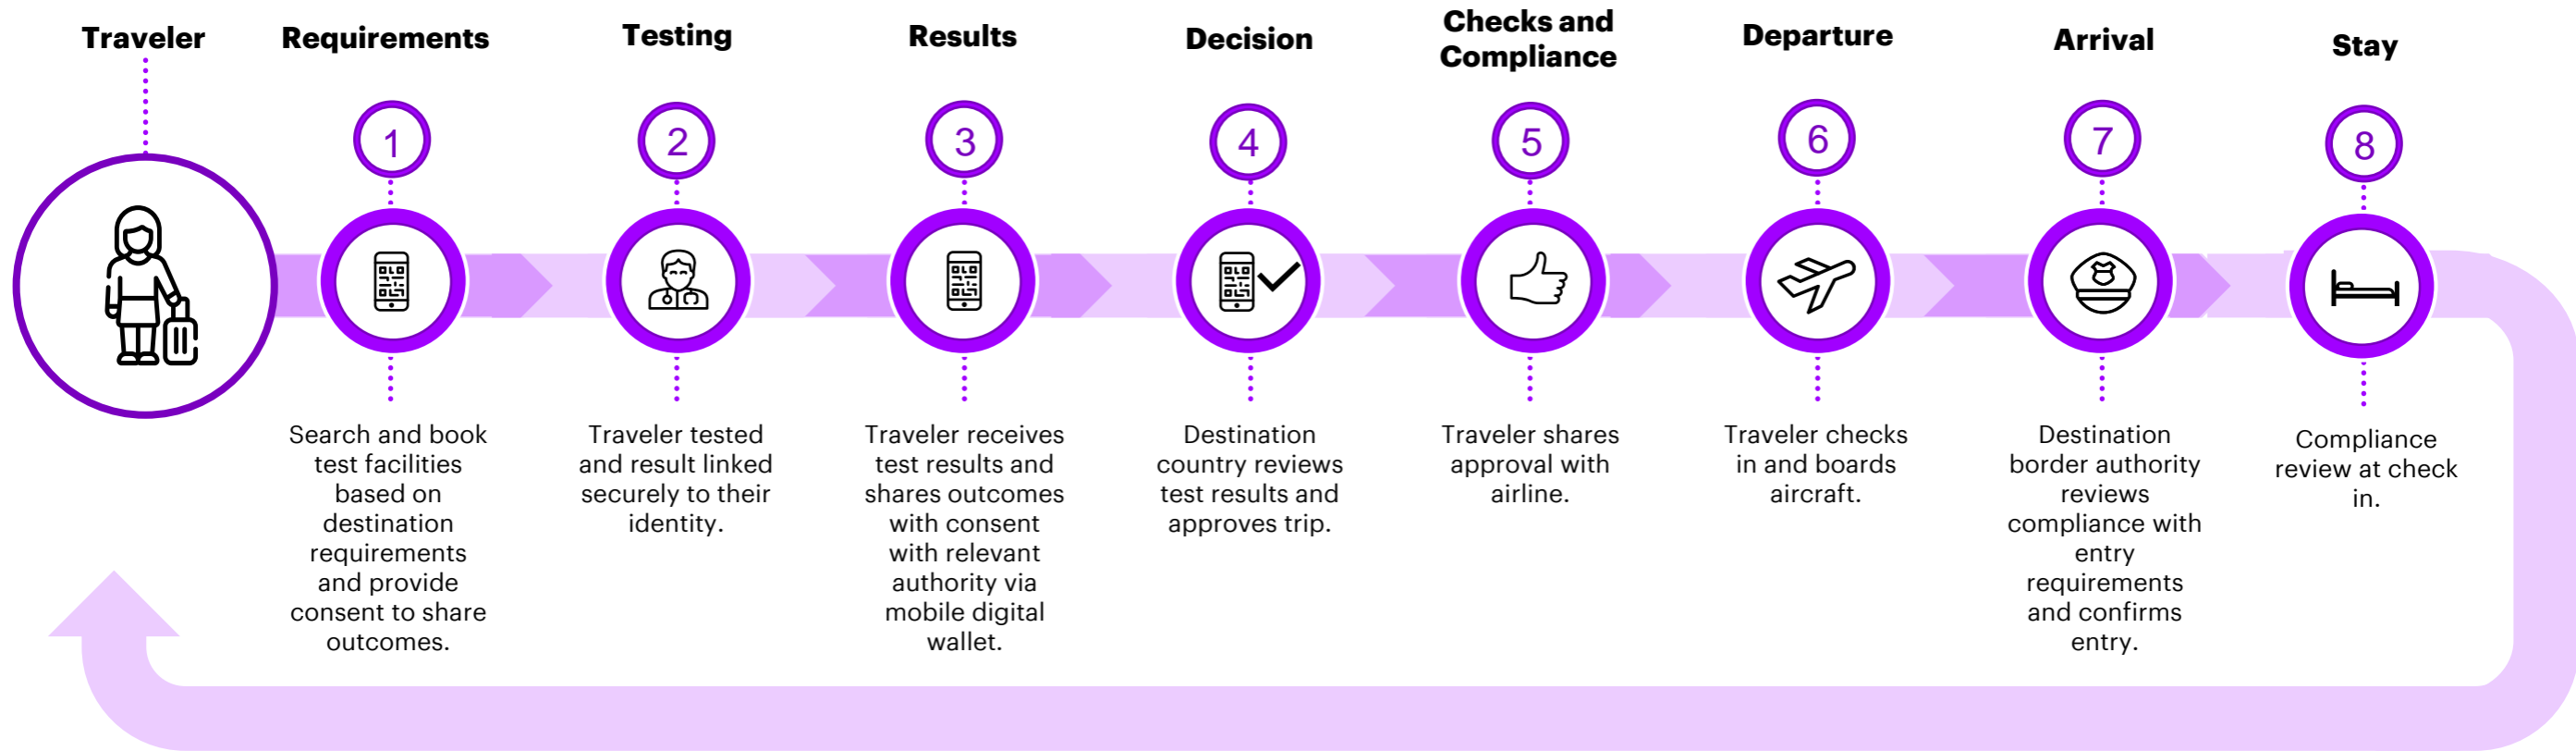 Traveler
Requirements
Testing
Results
Decision
Checks and
Compliance
Departure
Arrival
Stay
1
2
3
4
5
6
7
8
Search and book
test facilities
based on
destination
requirements
and provide
consent to share
outcomes.
Traveler tested
and result linked
securely to their
identity.
Traveler receives
test results and
shares outcomes
with consent
with relevant
authority via
mobile digital
wallet.
Destination
country reviews
test results and
approves trip.
Traveler shares
approval with
airline.
Traveler checks
in and boards
aircraft.
Destination
border authority
reviews
compliance with
entry
requirements
and confirms
entry.
Compliance
review at check
in.